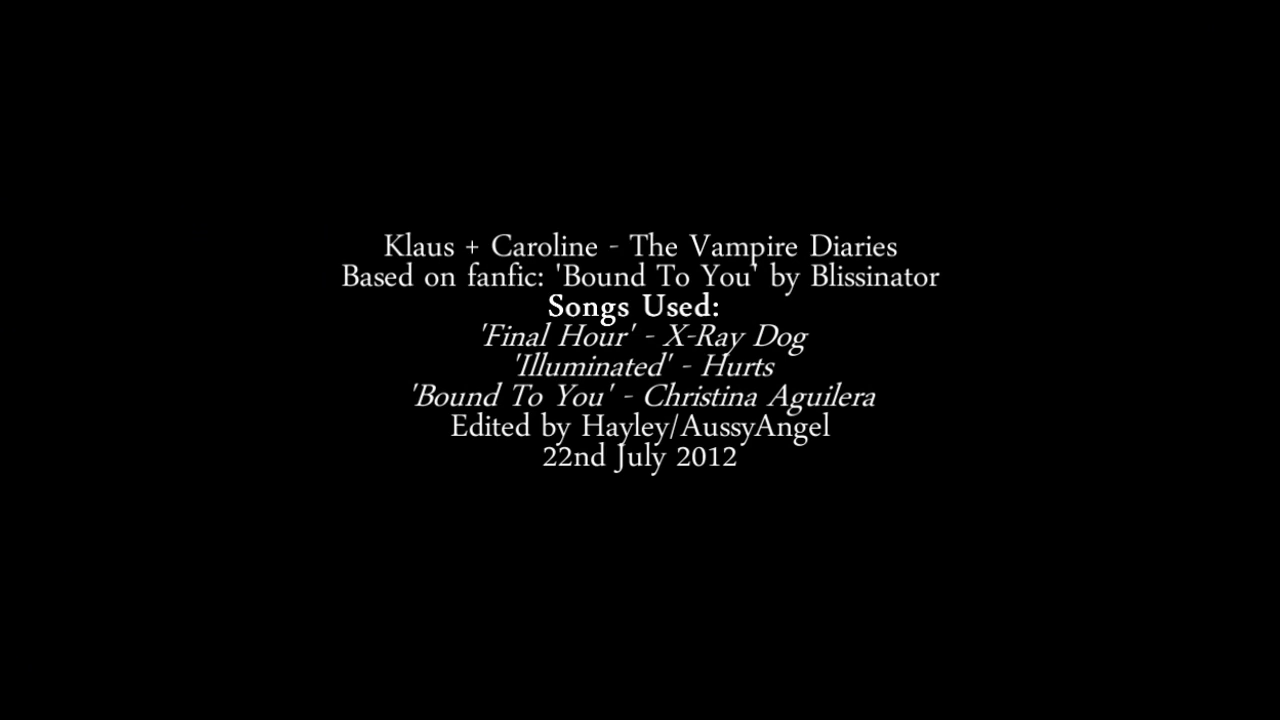 Klaus + Caroline - The Vampire Diaries
Based on fanfic: 'Bound To You' by Blissinator
Songs Used:
'Final Hour' - X-Ray Dog
'Illuminated' - Hurts
'Bound To You' - Christina Aguilera
Edited by Hayley/AussyAngel
22nd July 2012